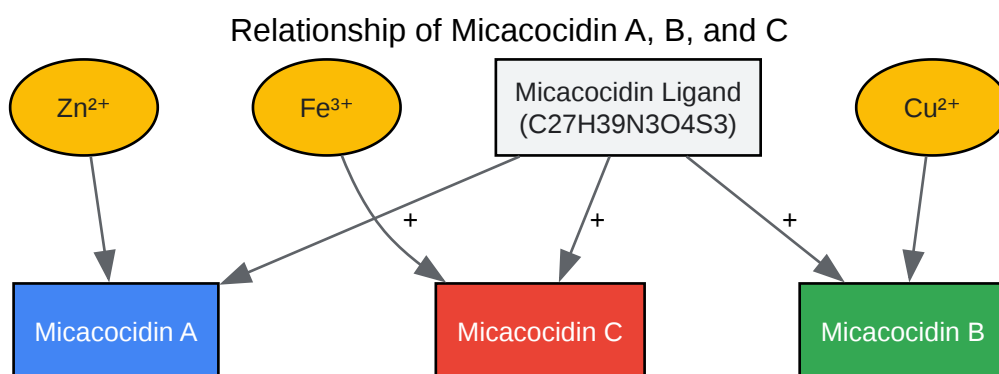 Relationship of Micacocidin A, B, and C
Zn²⁺
Fe³⁺
Micacocidin Ligand
(C27H39N3O4S3)
Cu²⁺
+
+
+
Micacocidin A
Micacocidin C
Micacocidin B